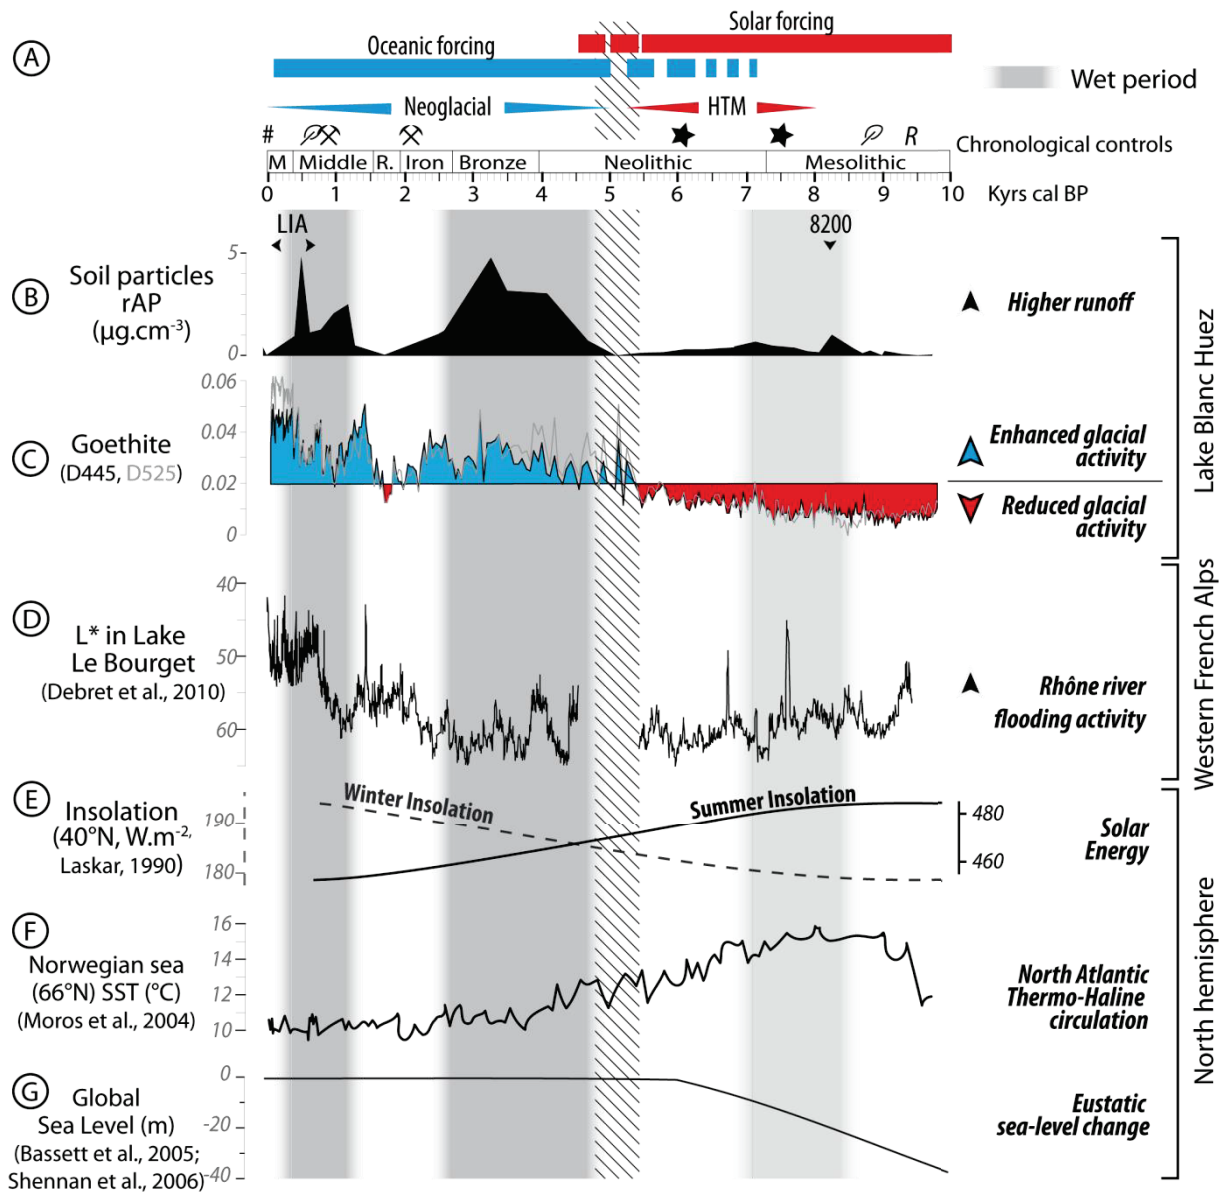 A
Solar forcing
Oceanic forcing
Wet period
Neoglacial
HTM
# R
Chronological controls
M Middle R. Iron Bronze Neolithic Mesolithic
0 1 2 3 4 5 6 7 8 9 10
Kyrs cal BP
LIA
8200
B
Soil particles
rAP
(µg.cm-3)
5
0
Higher runoff
Lake Blanc Huez
C
Goethite
(D445, D525)
0.06
0.04
0.02
0
Enhanced glacial
activity
Reduced glacial
activity
D
L* in Lake
Le Bourget
(Debret et al., 2010)
40
50
60
Rhône river
flooding activity
Western French Alps
E
Insolation
(40°N, W.m-2,
Laskar, 1990)
190
180
Winter Insolation
Summer Insolation
480
460
Solar
Energy
F
Norwegian sea
(66°N) SST (°C)
(Moros et al., 2004)
16
14
12
10
North Atlantic
Thermo-Haline
circulation
North hemisphere
G
Global
Sea Level (m)
(Bassett et al., 2005;
Shennan et al., 2006)
0
-20
-40
Eustatic
sea-level change